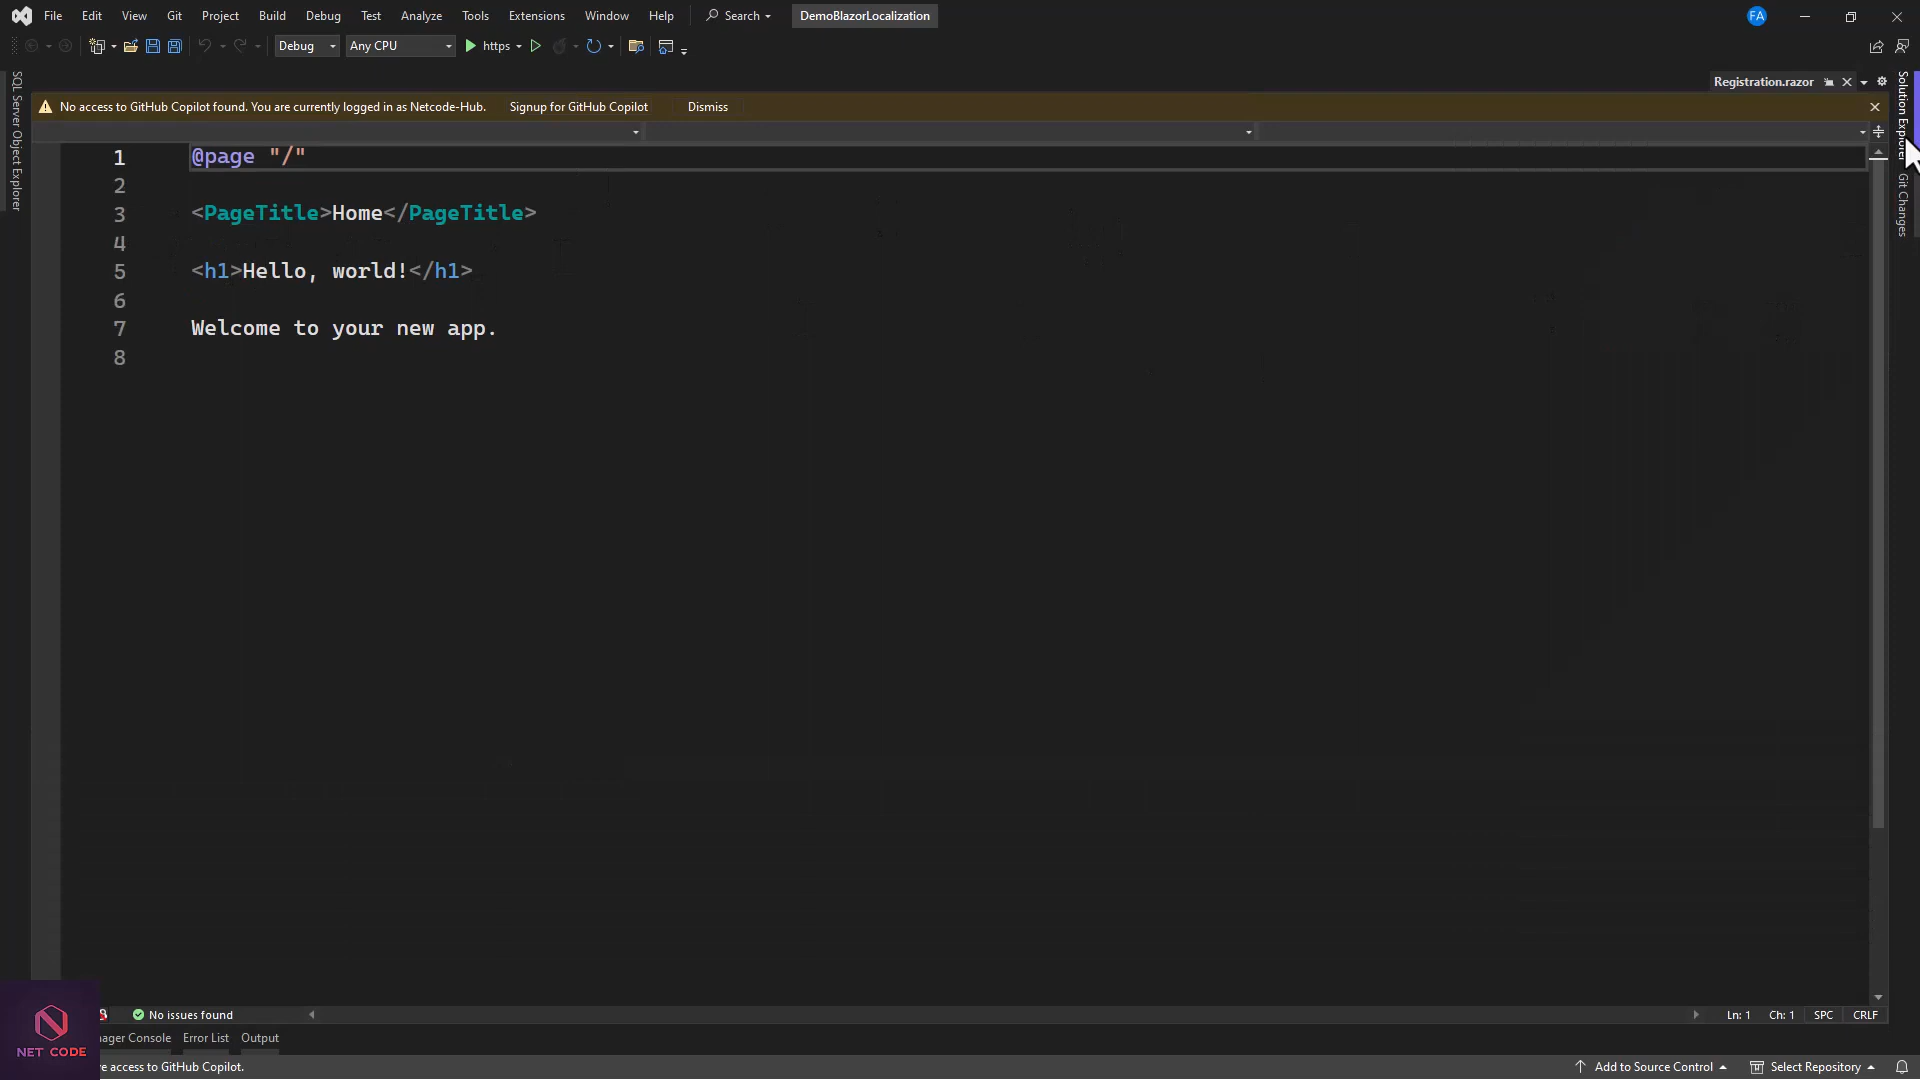 File Edit View Git Project Build Debug Test Analyze Tools Extensions Window Help Search DemoBlazorLocalization FA
Debug Any CPU https
SQL Server Object Explorer
Registration.razor
No access to GitHub Copilot found. You are currently logged in as Netcode-Hub. Signup for GitHub Copilot Dismiss
Solution Explorer
Git Changes
1 @page "/"
2
3 <PageTitle>Home</PageTitle>
4
5 <h1>Hello, world!</h1>
6
7 Welcome to your new app.
8
No issues found Ln: 1 Ch: 1 SPC CRLF
ager Console Error List Output
NET CODE
e access to GitHub Copilot. Add to Source Control Select Repository